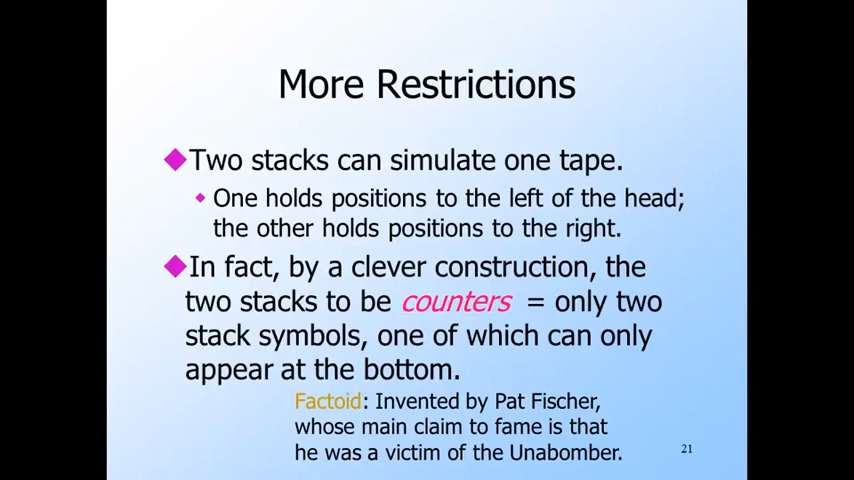 More Restrictions
Two stacks can simulate one tape.
One holds positions to the left of the head;
the other holds positions to the right.
In fact, by a clever construction, the
two stacks to be counters = only two
stack symbols, one of which can only
appear at the bottom.
Factoid: Invented by Pat Fischer,
whose main claim to fame is that
he was a victim of the Unabomber.
21